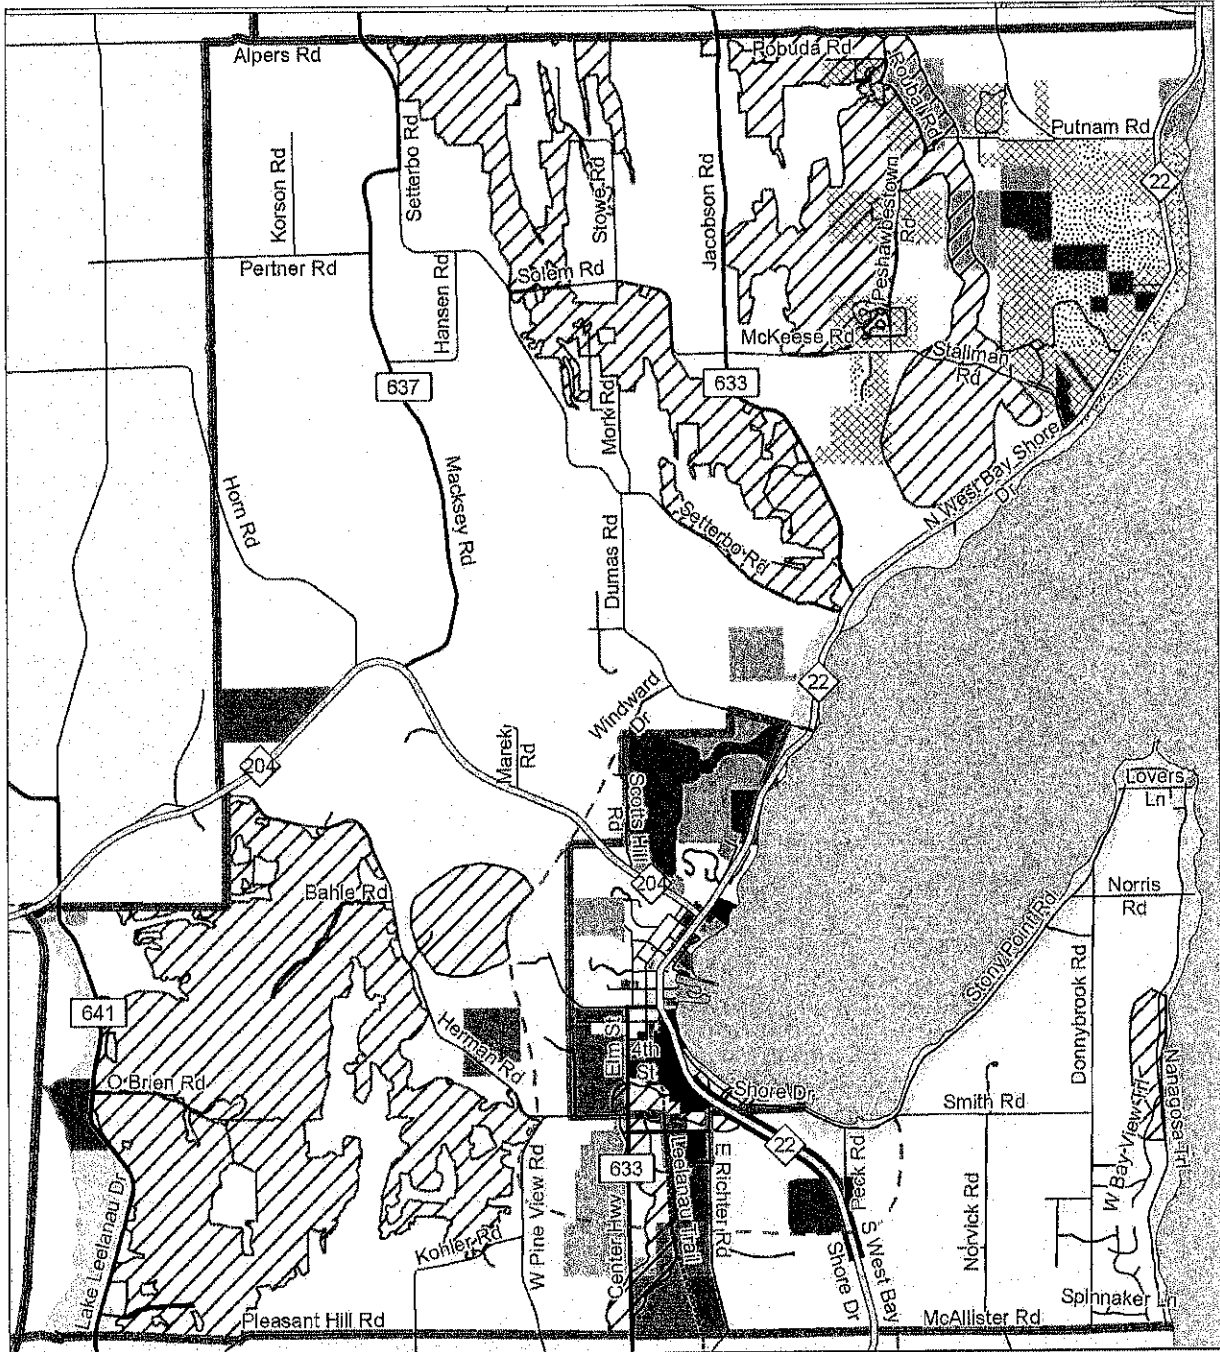 Alpers Rd
Pobuda Rd
Roubal Rd
Putnam Rd
Setterbo Rd
Korson Rd
Stowe Rd
Jacobson Rd
Peshawbestown
Rd
22
Pertner Rd
Hansen Rd
Solem Rd
McKeese Rd
Stallman
Rd
637
633
Mork Rd
N West Bay Shore
Dr
Horn Rd
Macksey Rd
Setterbo Rd
Dumas Rd
22
Windward
Dr
Marek
Rd
204
Scotts Hill
Rd
Lovers
Ln
204
Bahle Rd
Norris
Rd
Stony Point Rd
Donnybrook Rd
641
Herman Rd
Elm St
4th
St
O Brien Rd
Shore Dr
Smith Rd
Nanagosa Trl
W Bay View Trl
22
633
Leelanau Trail
E Richter Rd
Peck Rd
Norvick Rd
Lake Leelanau Dr
Kohler Rd
W Pine View Rd
Center Hwy
S West Bay
Shore Dr
Spinnaker Ln
Pleasant Hill Rd
McAllister Rd